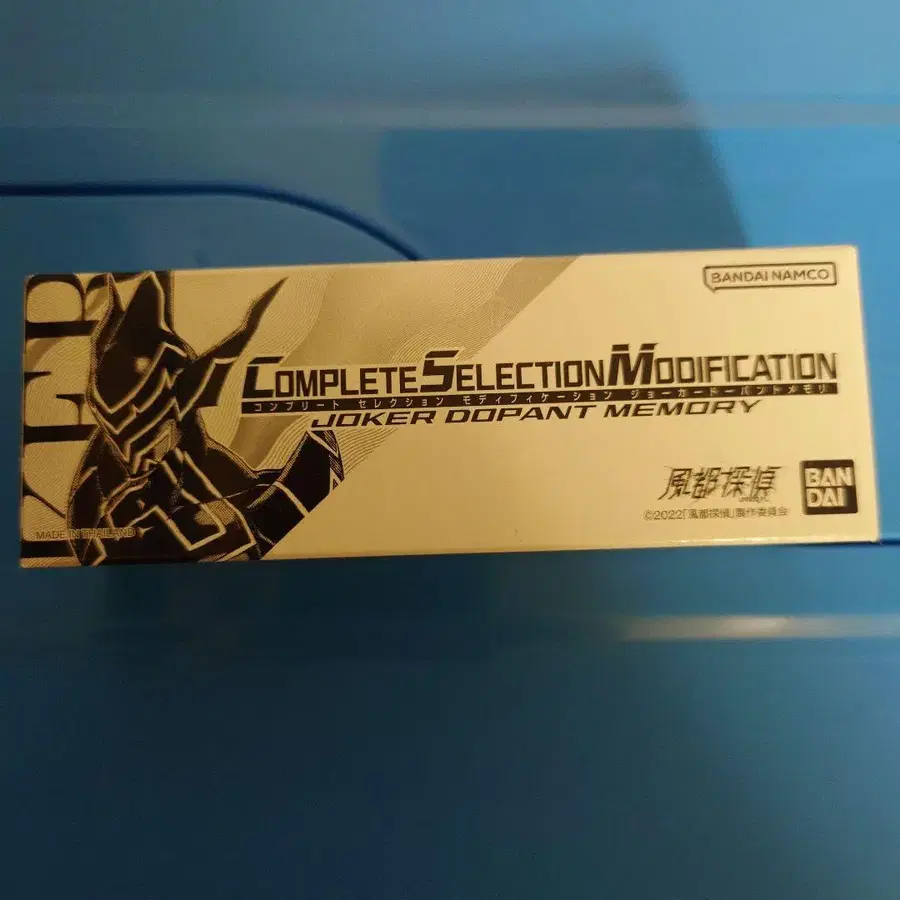 BANDAI NAMCO
COMPLETE SELECTION MODIFICATION
コンプリート セレクション モディフィケーション ジョーカードーパントメモリ
JOKER DOPANT MEMORY
風都探偵
©2022「風都探偵」製作委員会
BAN
DAI
MADE IN THAILAND